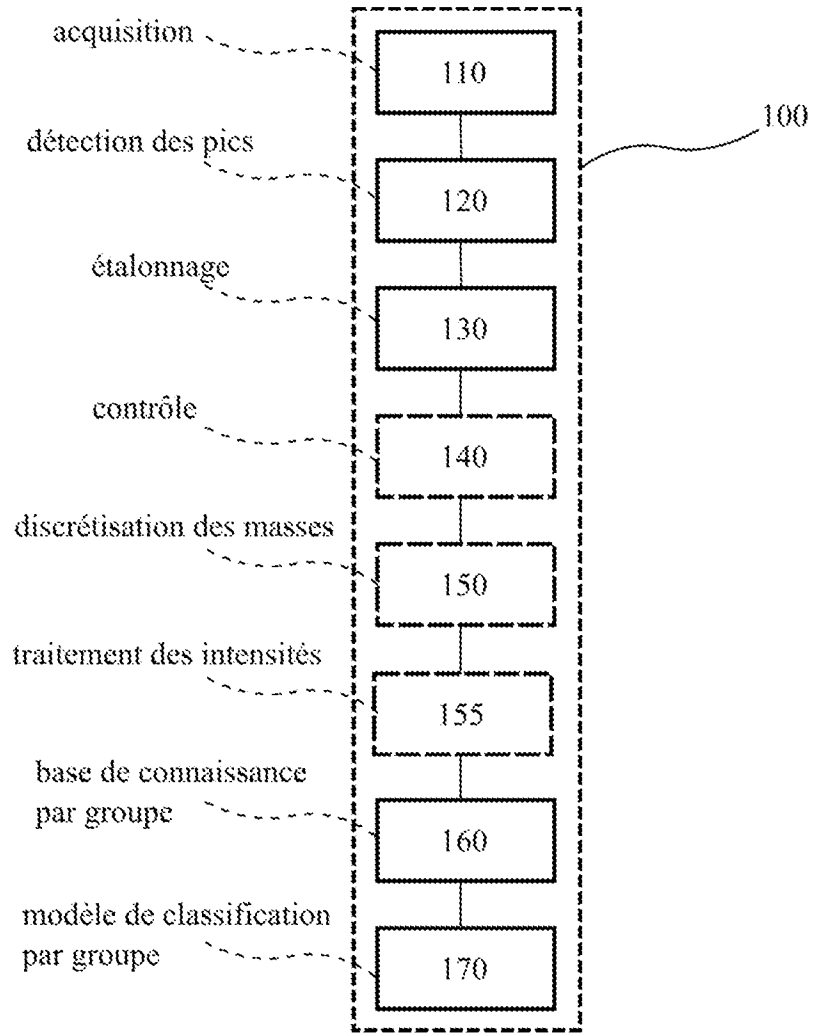 acquisition
110
100
détection des pics
120
étalonnage
130
contrôle
140
discrétisation des masses
150
traitement des intensités
155
base de connaissance
par groupe
160
modèle de classification
par groupe
170